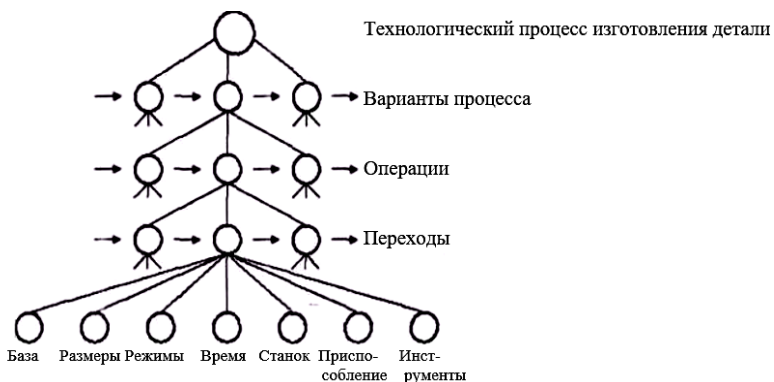 Технологический процесс изготовления детали
Варианты процесса
Операции
Переходы
База Размеры Режимы Время Станок Приспо- Инст-
собление рументы